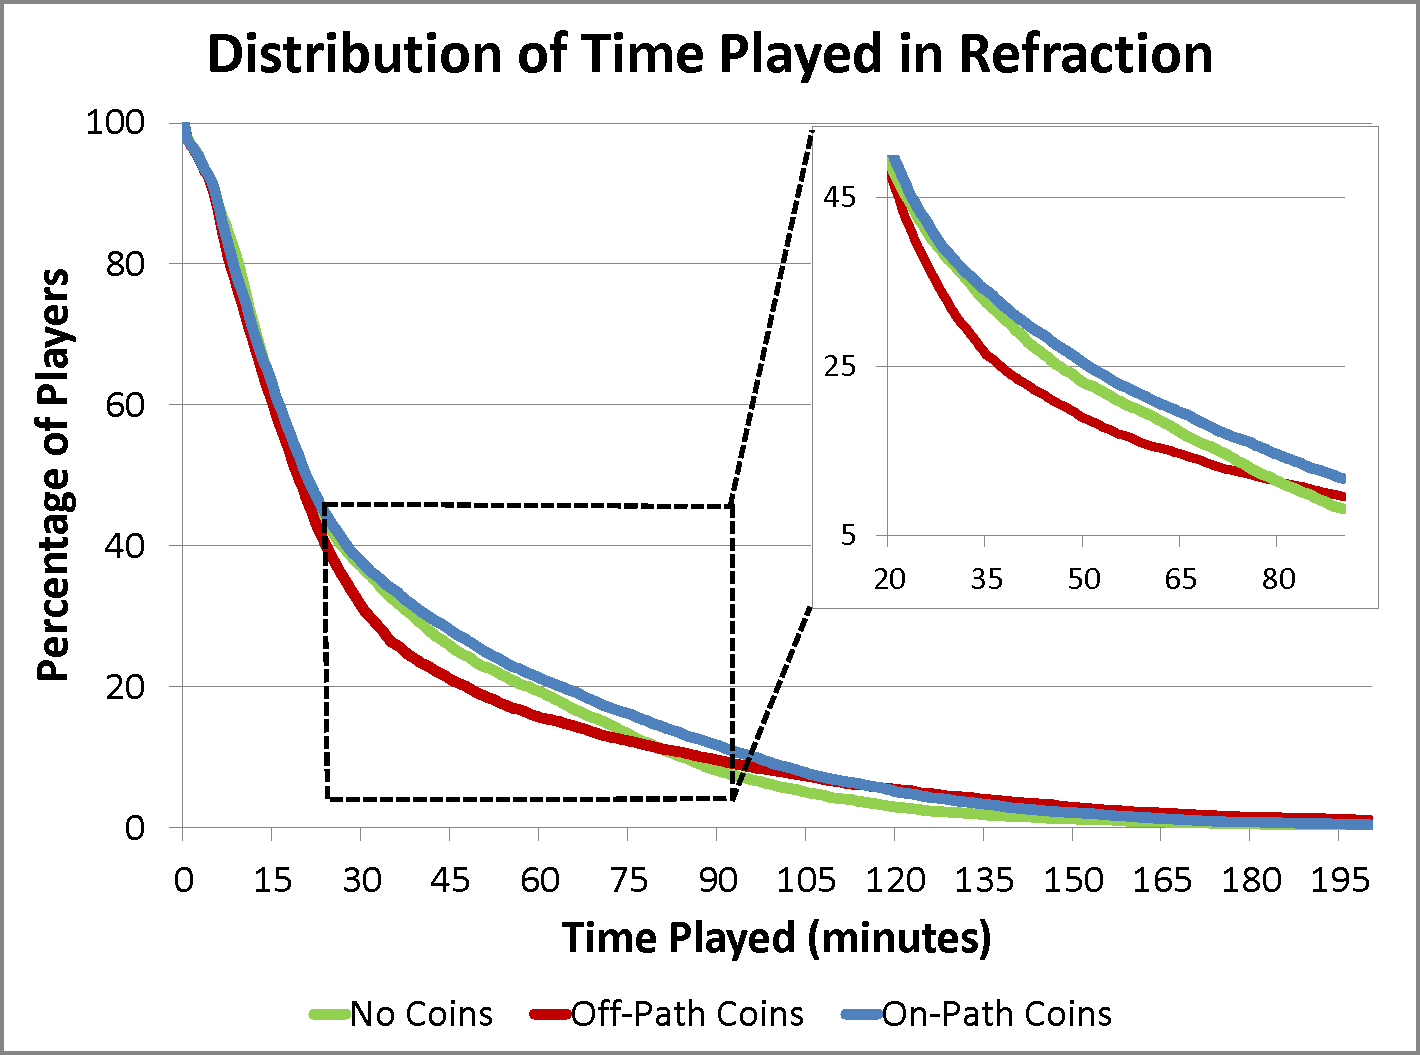 Distribution of Time Played in Refraction
Percentage of Players
100
80
60
40
20
0
0 15 30 45 60 75 90 105 120 135 150 165 180 195
45
25
5
20 35 50 65 80
Time Played (minutes)
No Coins Off-Path Coins On-Path Coins